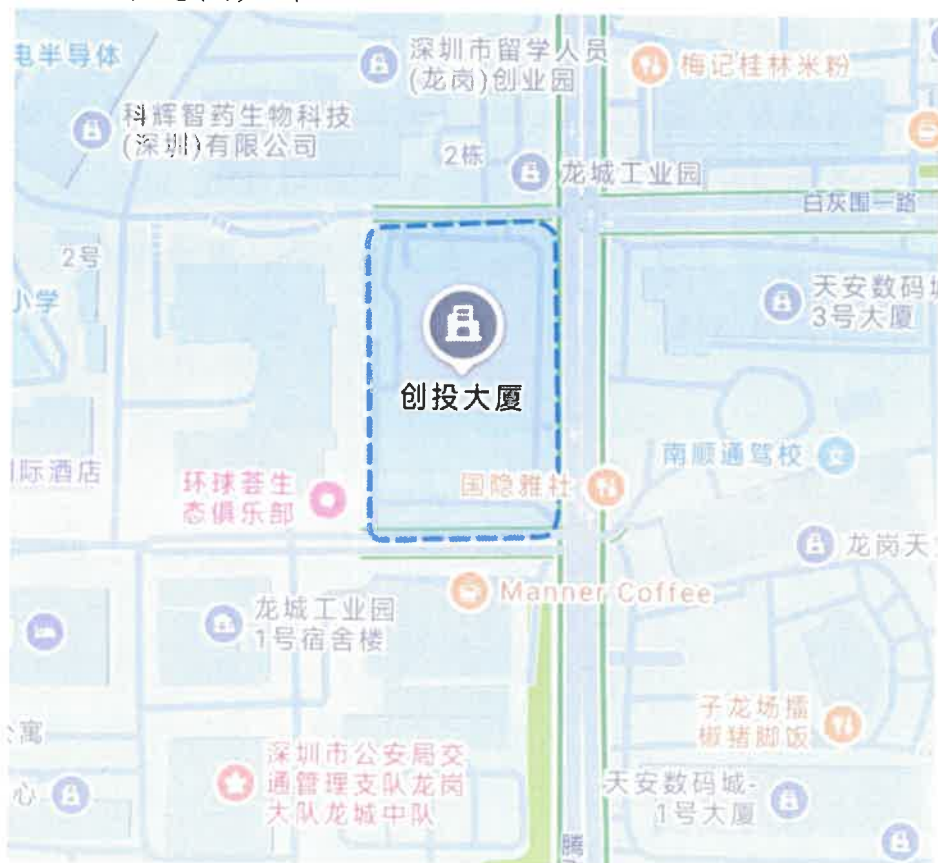 电半导体
深圳市留学人员
(龙岗)创业园
梅记桂林米粉
科辉智药生物科技
(深圳)有限公司
2栋
龙城工业园
白灰围一路
2号
小学
天安数码城
3号大厦
创投大厦
际酒店
环球荟生
态俱乐部
国隐雅社
南顺通驾校
龙岗天
Manner Coffee
龙城工业园
1号宿舍楼
子龙场擂
椒猪脚饭
公寓
心
深圳市公安局交
通管理支队龙岗
大队龙城中队
天安数码城-
1号大厦
腾